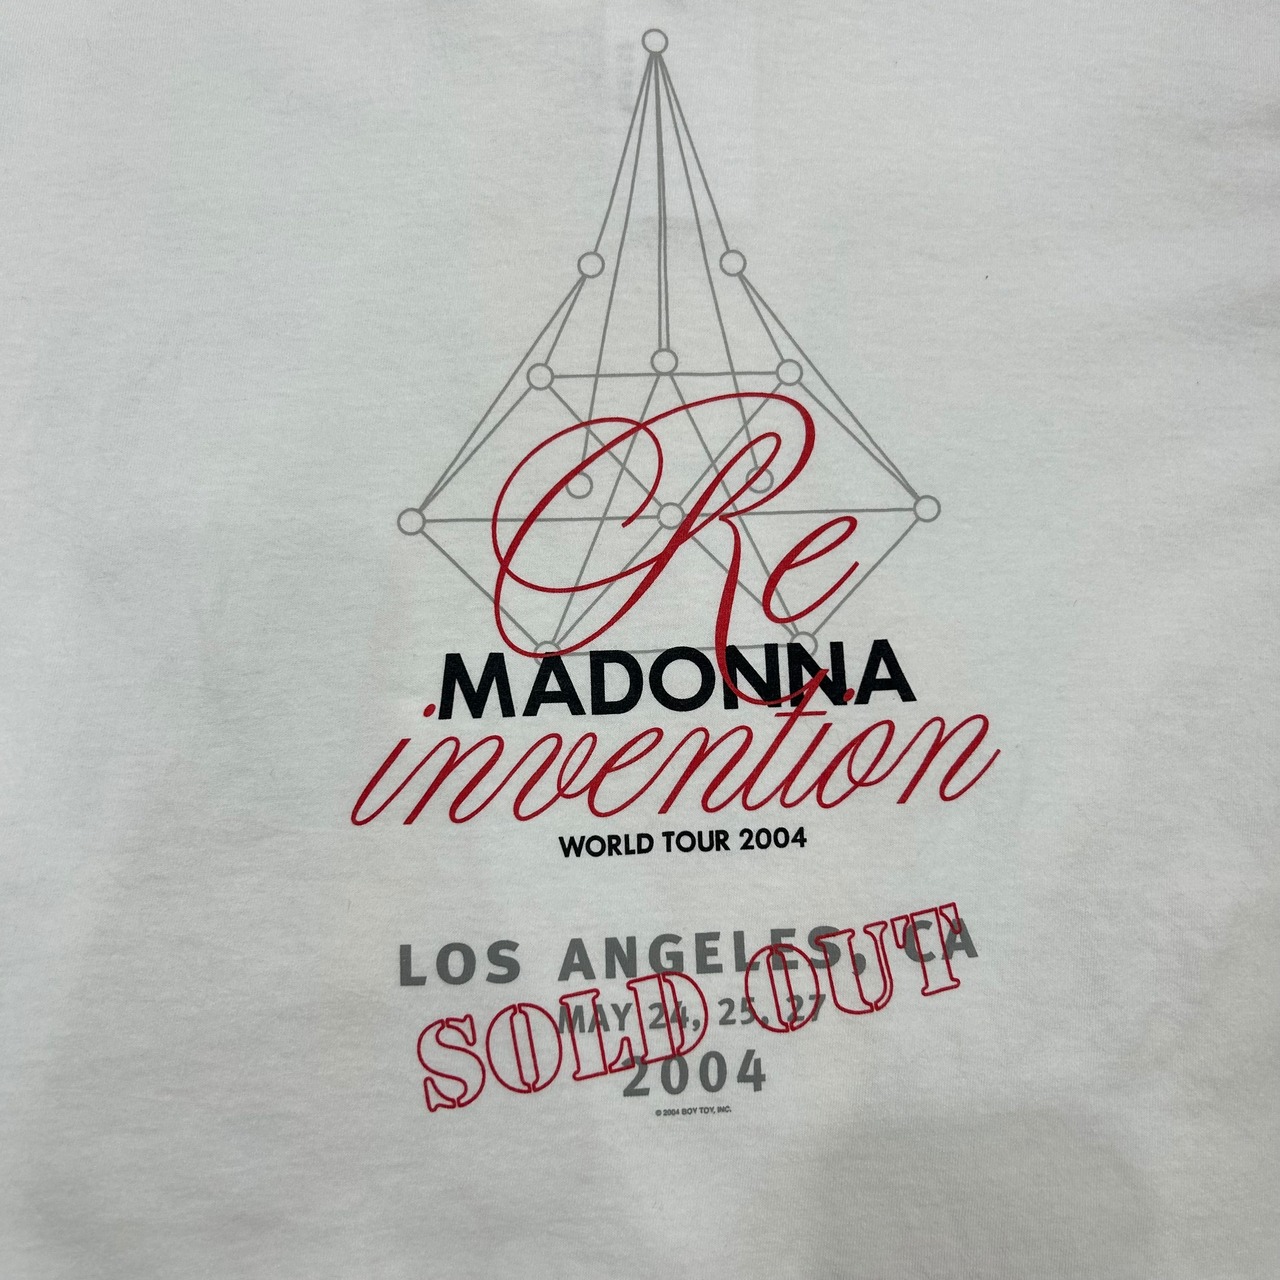 Re
MADONNA
invention
WORLD TOUR 2004
LOS ANGELES, CA
SOLD OUT
MAY 24, 25, 27
2004
© 2004 BOY TOY, INC.